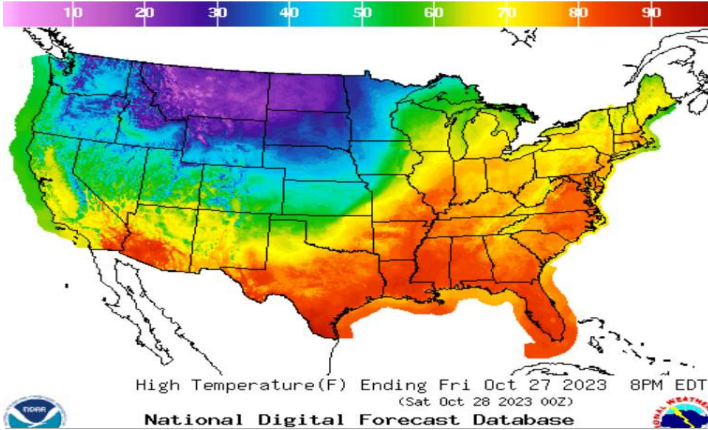 10 20 30 40 50 60 70 80 90
High Temperature(F) Ending Fri Oct 27 2023 8PM EDT
(Sat Oct 28 2023 00Z)
National Digital Forecast Database
NOAA